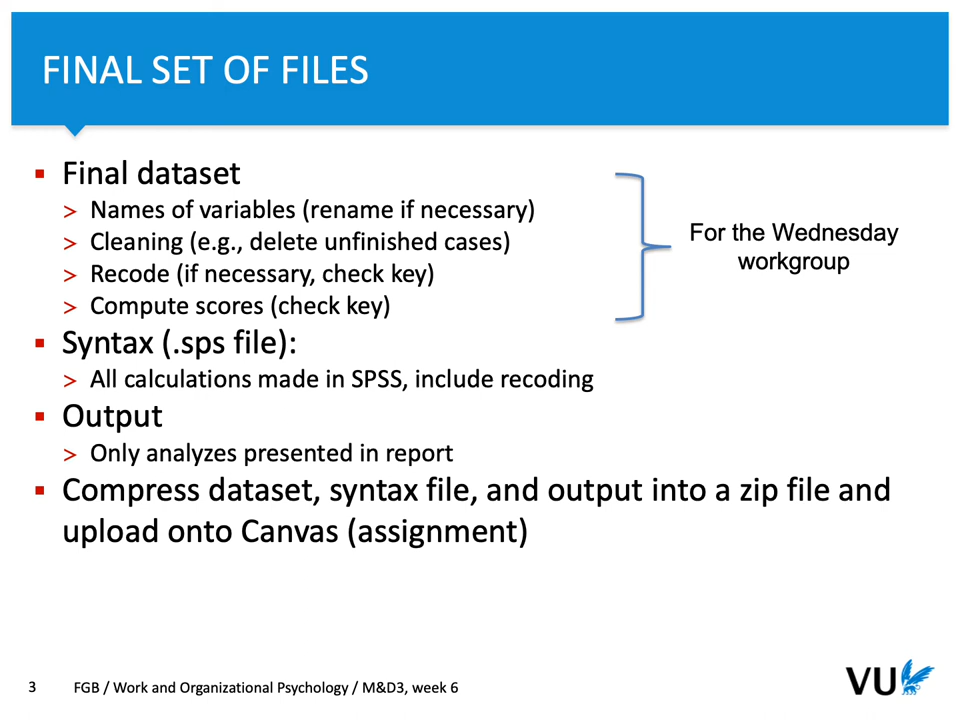 FINAL SET OF FILES
▪ Final dataset
> Names of variables (rename if necessary)
> Cleaning (e.g., delete unfinished cases)
> Recode (if necessary, check key)
> Compute scores (check key)
For the Wednesday
workgroup
▪ Syntax (.sps file):
> All calculations made in SPSS, include recoding
▪ Output
> Only analyzes presented in report
▪ Compress dataset, syntax file, and output into a zip file and
upload onto Canvas (assignment)
3 FGB / Work and Organizational Psychology / M&D3, week 6
VU